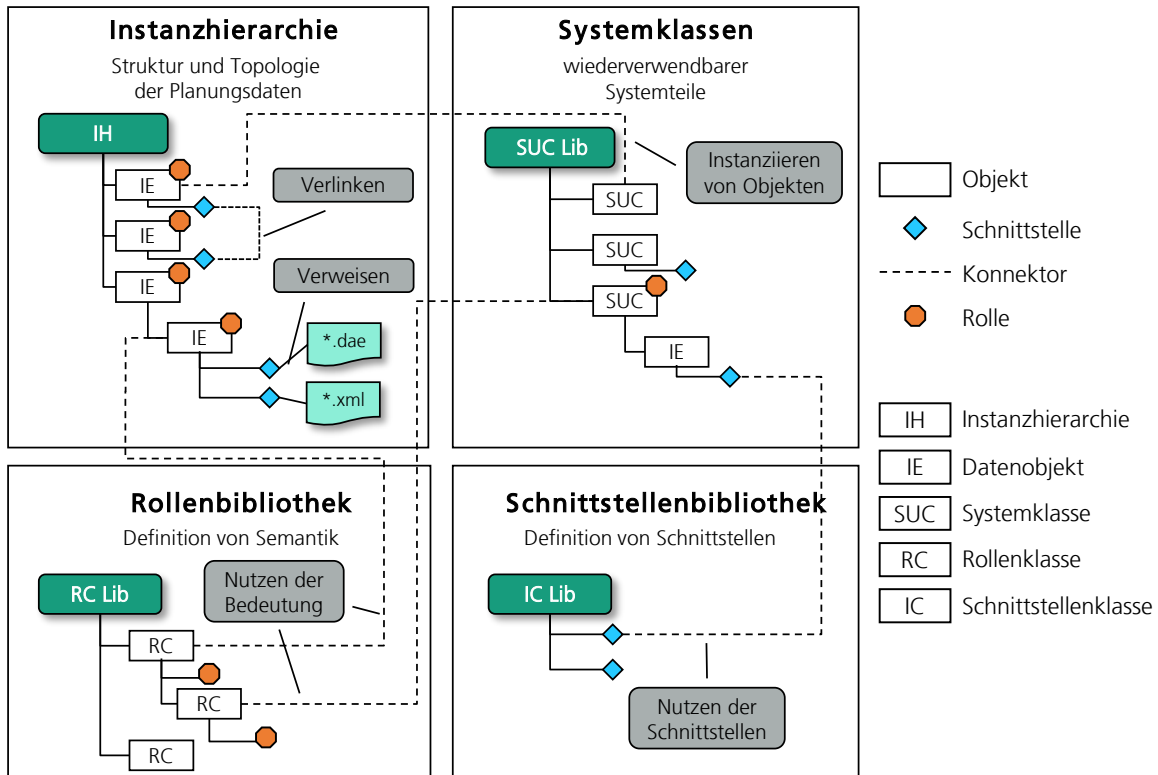 Instanzhierarchie
Struktur und Topologie
der Planungsdaten
IH
IE
Verlinken
IE
IE
Verweisen
IE
*.dae
*.xml
Systemklassen
wiederverwendbarer
Systemteile
SUC Lib
Instanziieren
von Objekten
SUC
SUC
SUC
IE
Rollenbibliothek
Definition von Semantik
RC Lib
Nutzen der
Bedeutung
RC
RC
RC
Schnittstellenbibliothek
Definition von Schnittstellen
IC Lib
Nutzen der
Schnittstellen
Objekt
Schnittstelle
Konnektor
Rolle
IH Instanzhierarchie
IE Datenobjekt
SUC Systemklasse
RC Rollenklasse
IC Schnittstellenklasse